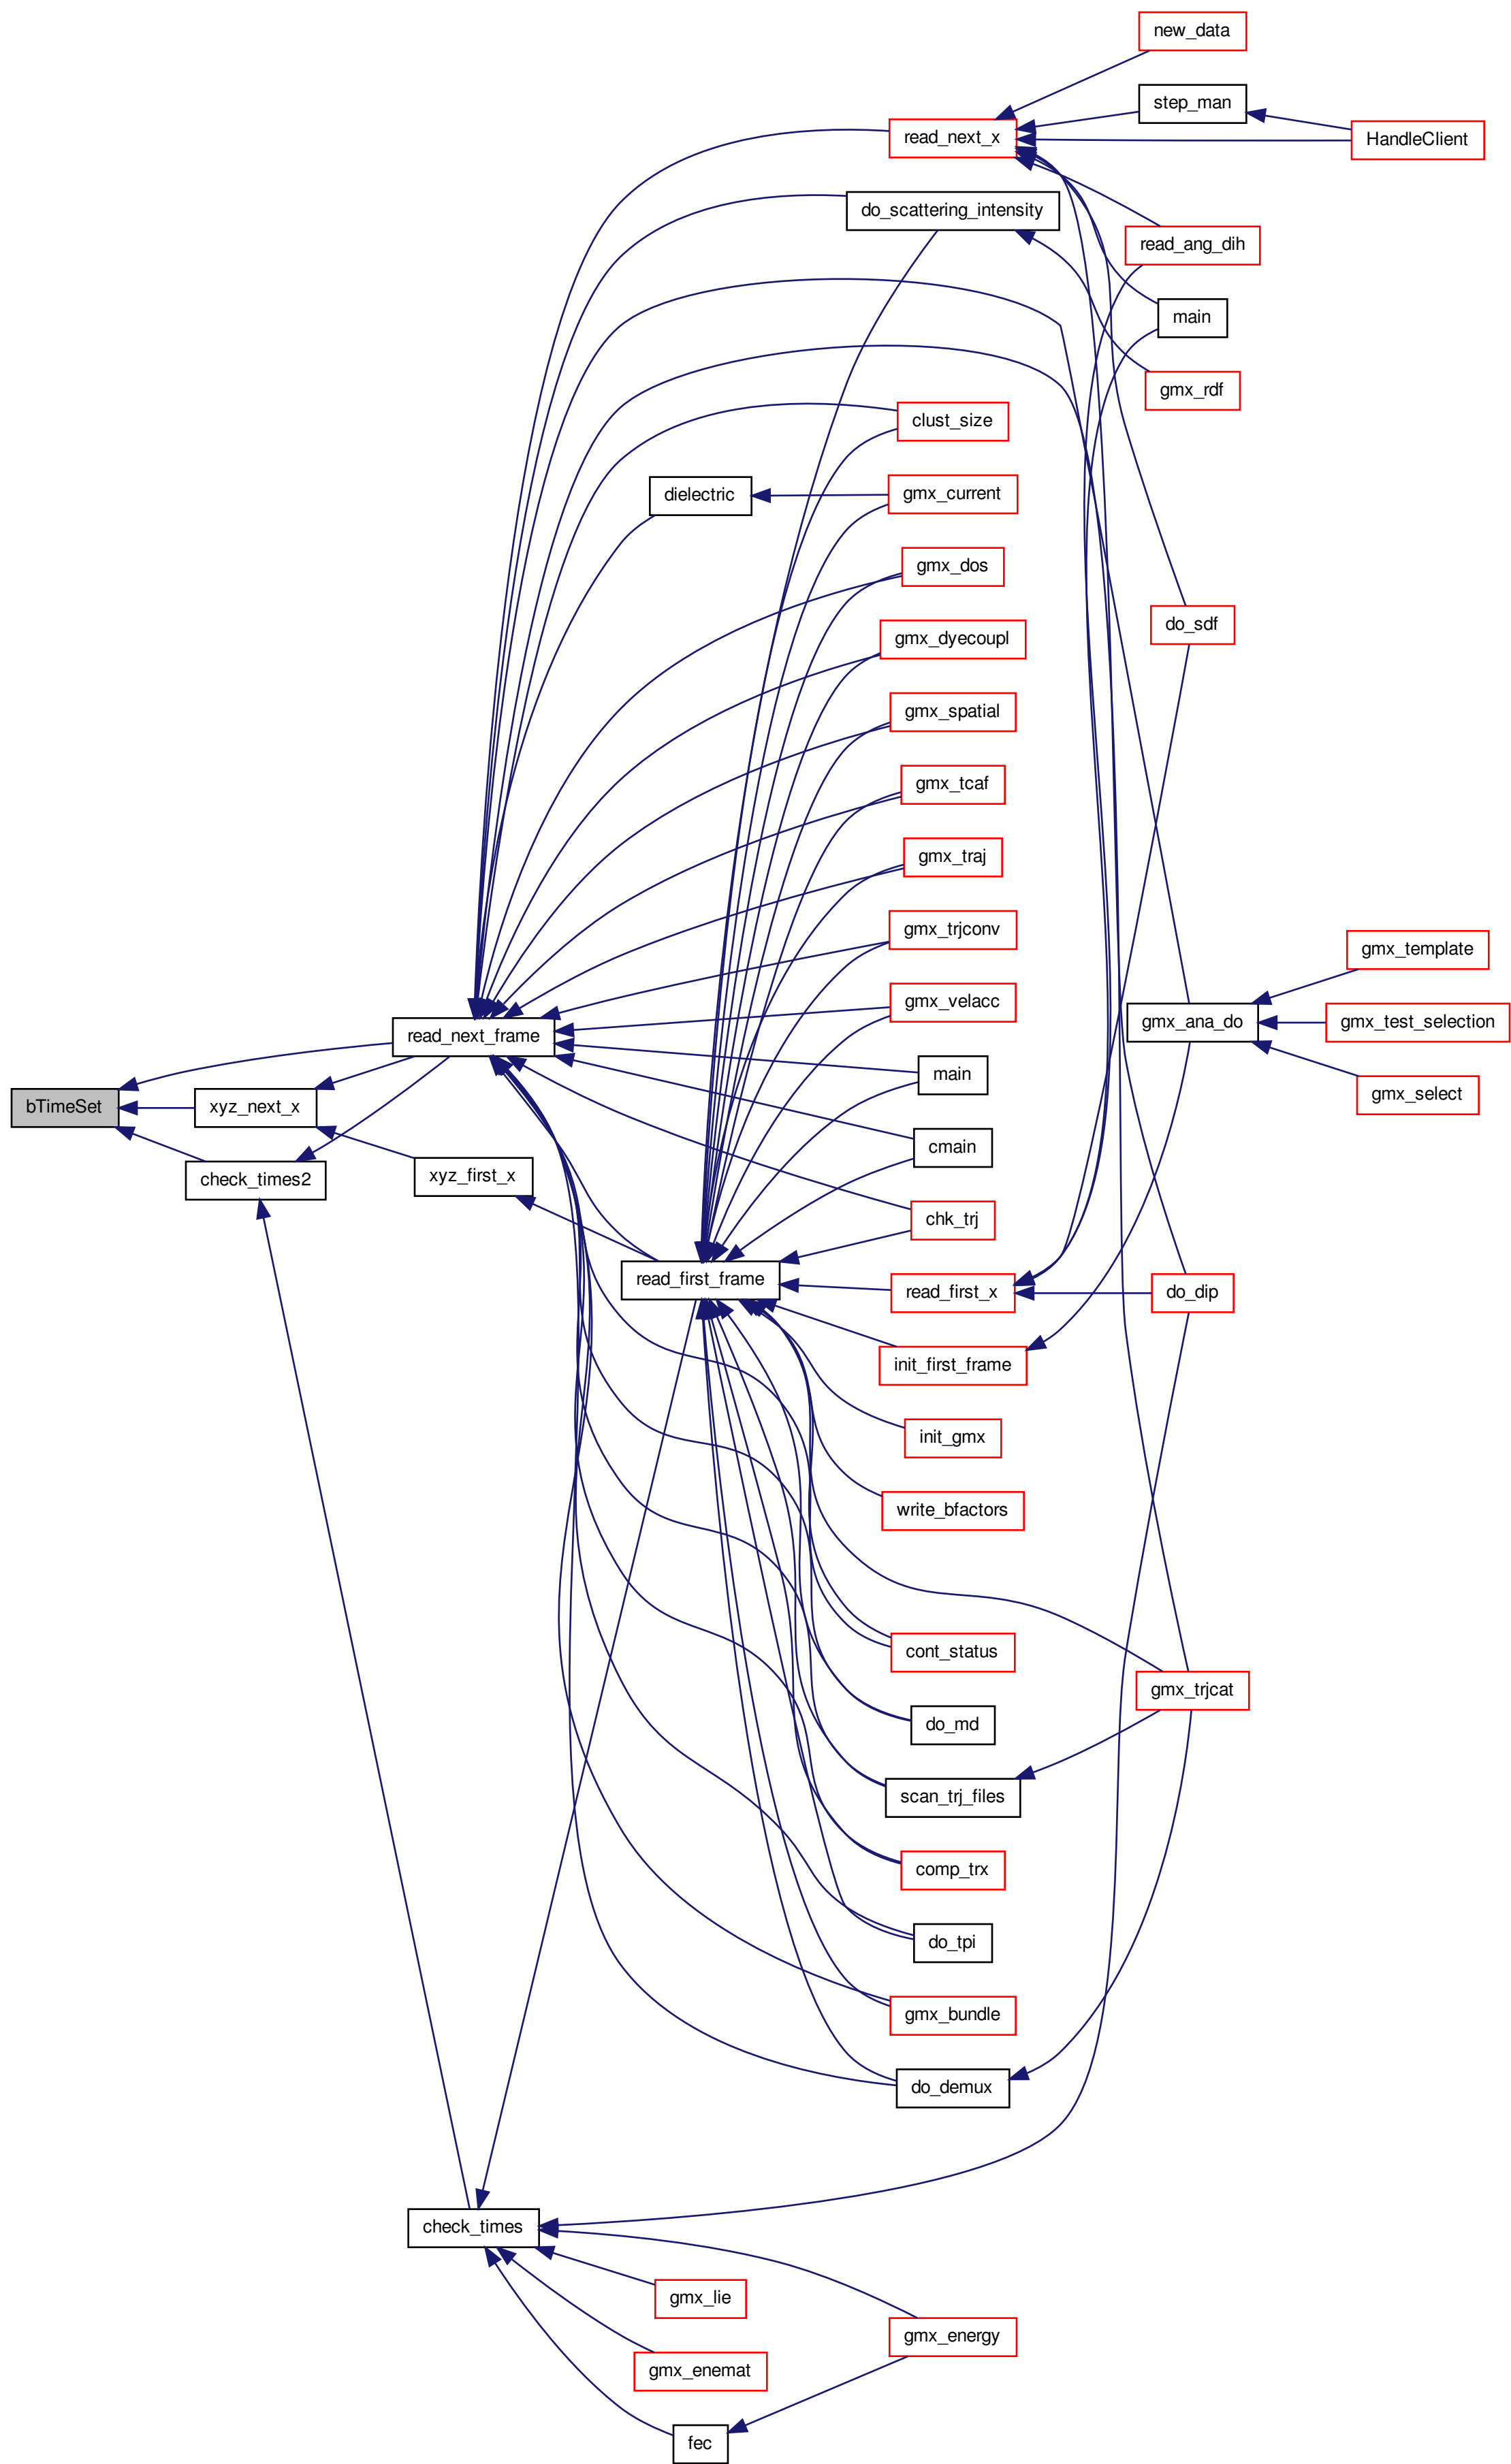 new_data
step_man
read_next_x
HandleClient
do_scattering_intensity
read_ang_dih
main
gmx_rdf
clust_size
dielectric
gmx_current
gmx_dos
do_sdf
gmx_dyecoupl
gmx_spatial
gmx_tcaf
gmx_traj
gmx_trjconv
gmx_template
gmx_velacc
gmx_ana_do
gmx_test_selection
read_next_frame
main
gmx_select
bTimeSet
xyz_next_x
cmain
check_times2
xyz_first_x
chk_trj
read_first_frame
read_first_x
do_dip
init_first_frame
init_gmx
write_bfactors
cont_status
gmx_trjcat
do_md
scan_trj_files
comp_trx
do_tpi
gmx_bundle
do_demux
check_times
gmx_lie
gmx_energy
gmx_enemat
fec